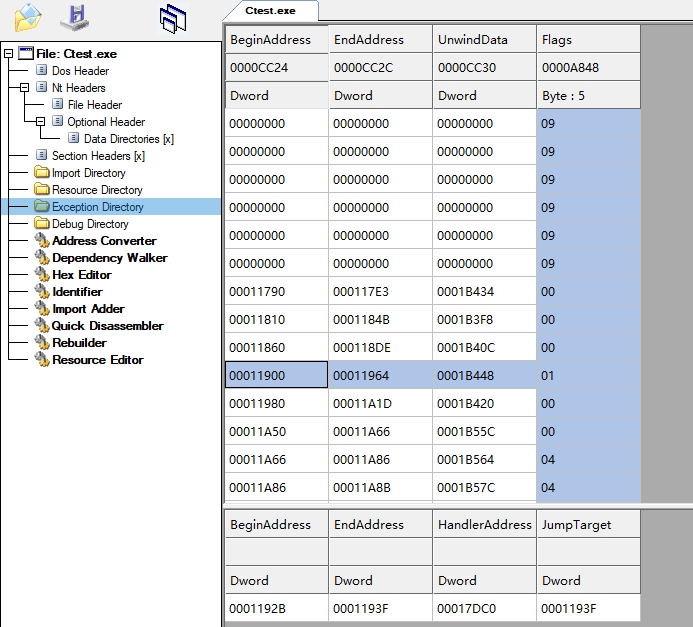 Ctest.exe
File: Ctest.exe
Dos Header
Nt Headers
File Header
Optional Header
Data Directories [x]
Section Headers [x]
Import Directory
Resource Directory
Exception Directory
Debug Directory
Address Converter
Dependency Walker
Hex Editor
Identifier
Import Adder
Quick Disassembler
Rebuilder
Resource Editor
BeginAddress EndAddress UnwindData Flags
0000CC24 0000CC2C 0000CC30 0000A848
Dword Dword Dword Byte : 5
00000000 00000000 00000000 09
00000000 00000000 00000000 09
00000000 00000000 00000000 09
00000000 00000000 00000000 09
00000000 00000000 00000000 09
00000000 00000000 00000000 09
00011790 000117E3 0001B434 00
00011810 0001184B 0001B3F8 00
00011860 000118DE 0001B40C 00
00011900 00011964 0001B448 01
00011980 00011A1D 0001B420 00
00011A50 00011A66 0001B55C 00
00011A66 00011A86 0001B564 04
00011A86 00011A8B 0001B57C 04
BeginAddress EndAddress HandlerAddress JumpTarget
Dword Dword Dword Dword
0001192B 0001193F 00017DC0 0001193F